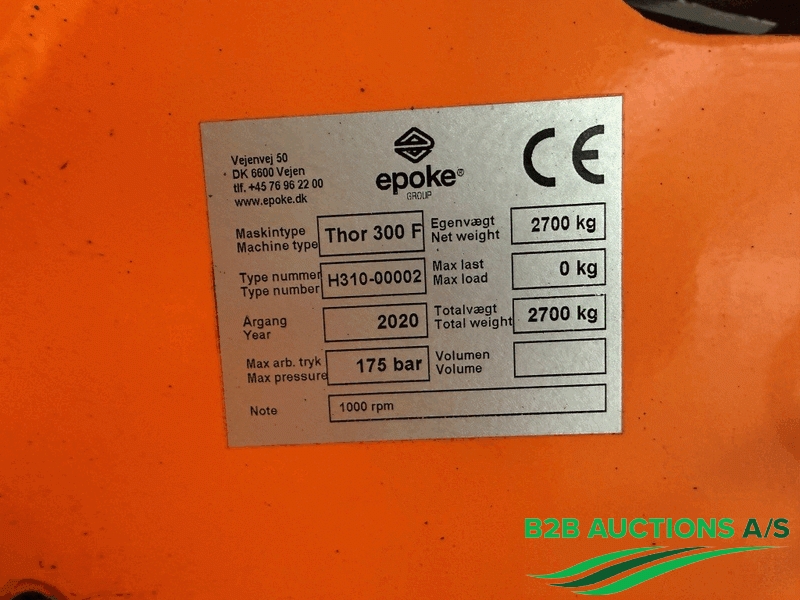 Vejenvej 50
DK 6600 Vejen
tlf. +45 76 96 22 00
www.epoke.dk
epoke®
GROUP
CE
Maskintype
Machine type
Thor 300 F
Egenvægt
Net weight
2700 kg
Type nummer
Type number
H310-00002
Max last
Max load
0 kg
Årgang
Year
2020
Totalvægt
Total weight
2700 kg
Max arb. tryk
Max pressure
175 bar
Volumen
Volume
Note
1000 rpm
B2B AUCTIONS A/S